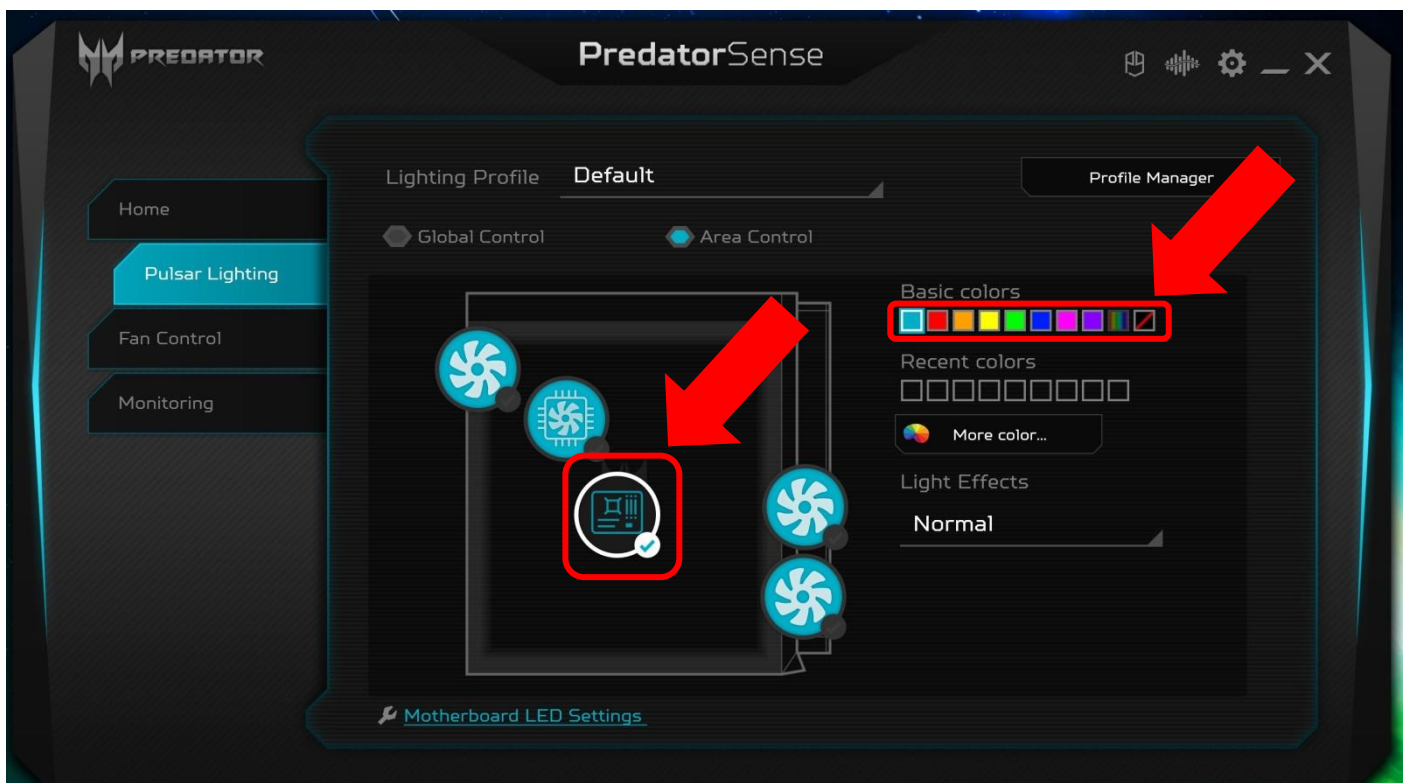 PREDATOR
PredatorSense
Lighting Profile Default
Profile Manager
Home
Global Control
Area Control
Pulsar Lighting
Basic colors
Fan Control
Recent colors
Monitoring
More color...
Light Effects
Normal
Motherboard LED Settings